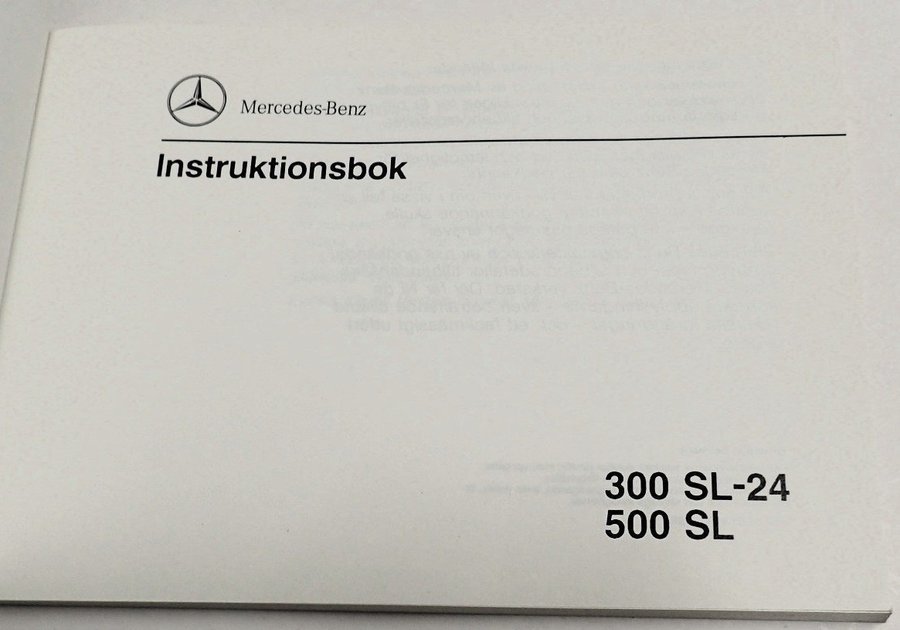 Mercedes-Benz
Instruktionsbok
300 SL-24
500 SL